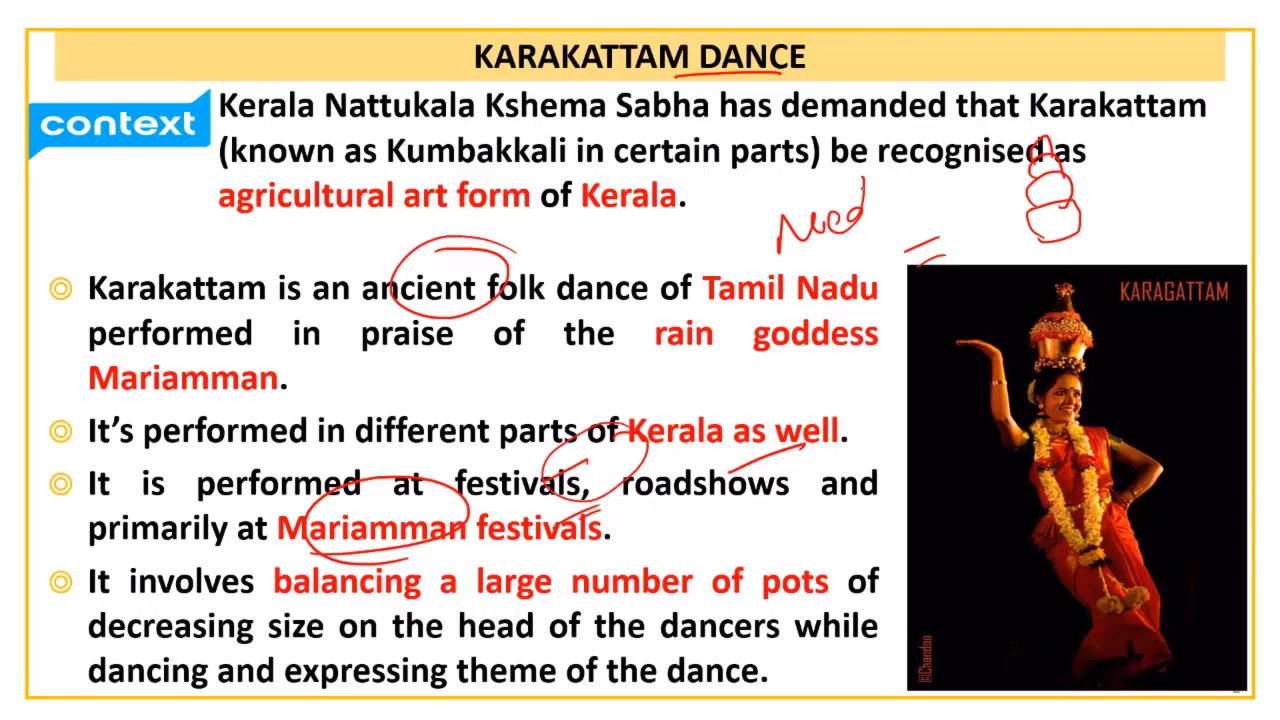 KARAKATTAM DANCE
context
Kerala Nattukala Kshema Sabha has demanded that Karakattam
(known as Kumbakkali in certain parts) be recognised as
agricultural art form of Kerala.
Need
Karakattam is an ancient folk dance of Tamil Nadu
performed in praise of the rain goddess
Mariamman.
It’s performed in different parts of Kerala as well.
It is performed at festivals, roadshows and
primarily at Mariamman festivals.
It involves balancing a large number of pots of
decreasing size on the head of the dancers while
dancing and expressing theme of the dance.
KARAGATTAM
@Chandoo